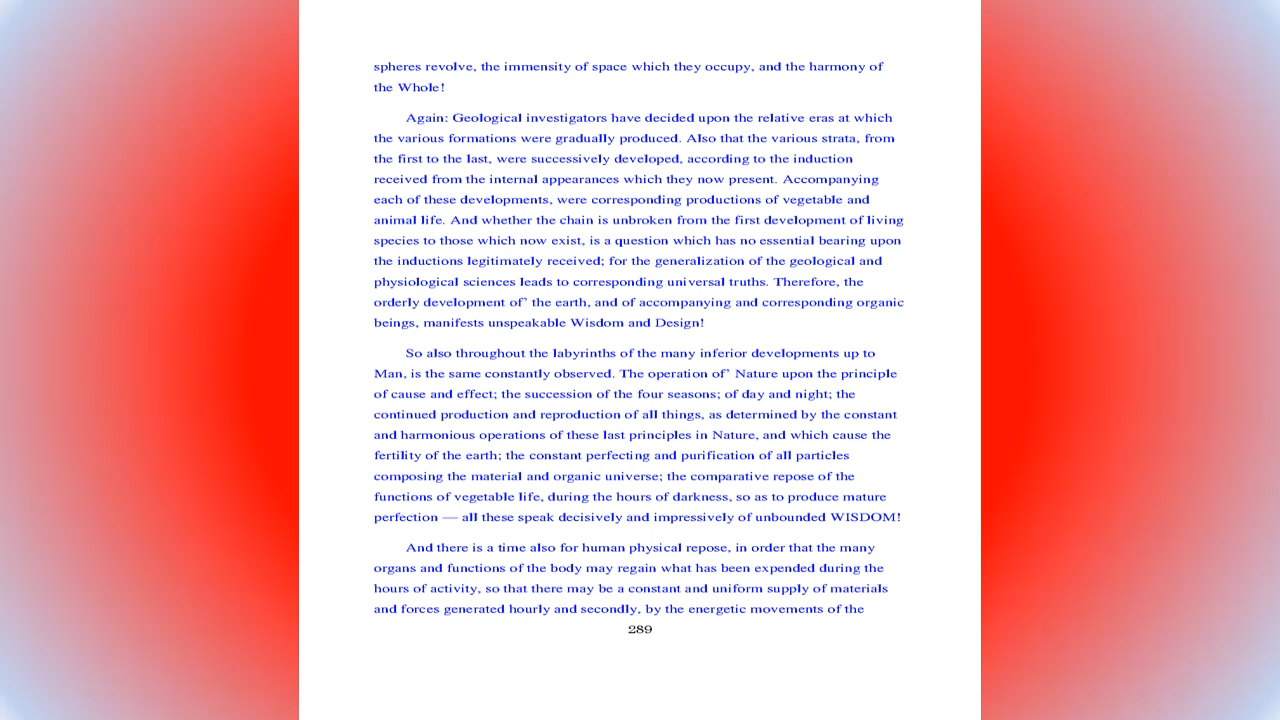 spheres revolve, the immensity of space which they occupy, and the harmony of
the Whole!
Again: Geological investigators have decided upon the relative eras at which
the various formations were gradually produced. Also that the various strata, from
the first to the last, were successively developed, according to the induction
received from the internal appearances which they now present. Accompanying
each of these developments, were corresponding productions of vegetable and
animal life. And whether the chain is unbroken from the first development of living
species to those which now exist, is a question which has no essential bearing upon
the inductions legitimately received; for the generalization of the geological and
physiological sciences leads to corresponding universal truths. Therefore, the
orderly development of’ the earth, and of accompanying and corresponding organic
beings, manifests unspeakable Wisdom and Design!
So also throughout the labyrinths of the many inferior developments up to
Man, is the same constantly observed. The operation of’ Nature upon the principle
of cause and effect; the succession of the four seasons; of day and night; the
continued production and reproduction of all things, as determined by the constant
and harmonious operations of these last principles in Nature, and which cause the
fertility of the earth; the constant perfecting and purification of all particles
composing the material and organic universe; the comparative repose of the
functions of vegetable life, during the hours of darkness, so as to produce mature
perfection — all these speak decisively and impressively of unbounded WISDOM!
And there is a time also for human physical repose, in order that the many
organs and functions of the body may regain what has been expended during the
hours of activity, so that there may be a constant and uniform supply of materials
and forces generated hourly and secondly, by the energetic movements of the
289